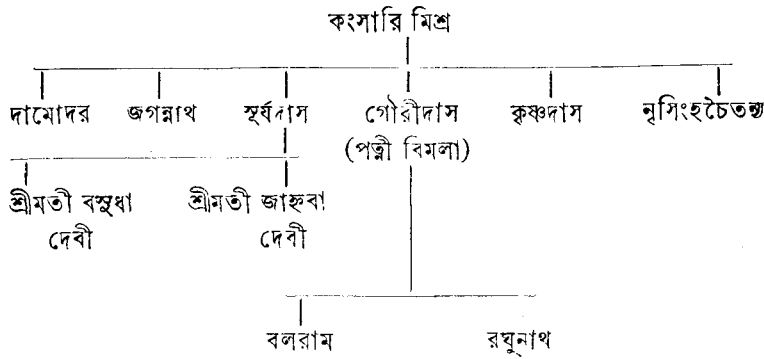 কংসারি মিশ্র
দামোদর জগন্নাথ সূর্যদাস গৌরীদাস কৃষ্ণদাস নৃসিংহচৈতন্য
(পত্নী বিমলা)
শ্রীমতী বসুধা শ্রীমতী জাহ্নবা
দেবী দেবী
বলরাম রঘুনাথ